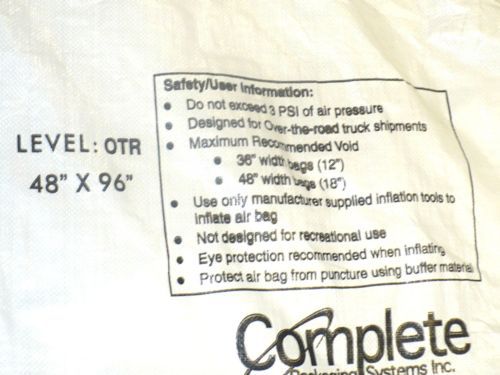 LEVEL: OTR
48" X 96"
Safety/User Information:
• Do not exceed 3 PSI of air pressure
• Designed for Over-the-road truck shipments
• Maximum Recommended Void
• 36" width bags (12")
• 48" width bags (18")
• Use only manufacturer supplied inflation tools to
inflate air bag
• Not designed for recreational use
• Eye protection recommended when inflating
• Protect air bag from puncture using buffer material
Complete
Packaging Systems Inc.